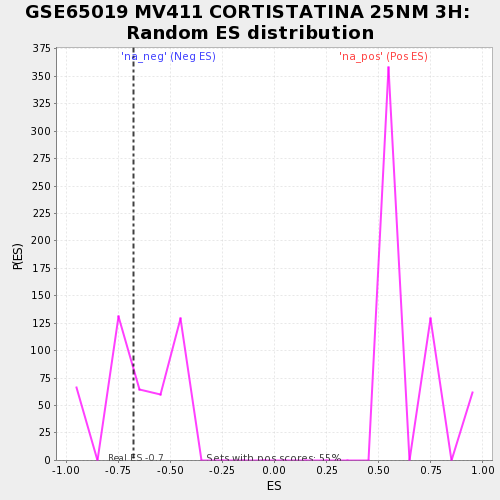 GSE65019 MV411 CORTISTATINA 25NM 3H:
Random ES distribution
'na_neg' (Neg ES) 'na_pos' (Pos ES)
375
350
325
300
275
250
225
200
175
150
125
100
75
50
25
0
P(ES)
Real ES -0.7 Sets with pos scores: 55%
-1.00 -0.75 -0.50 -0.25 0.00 0.25 0.50 0.75 1.00
ES